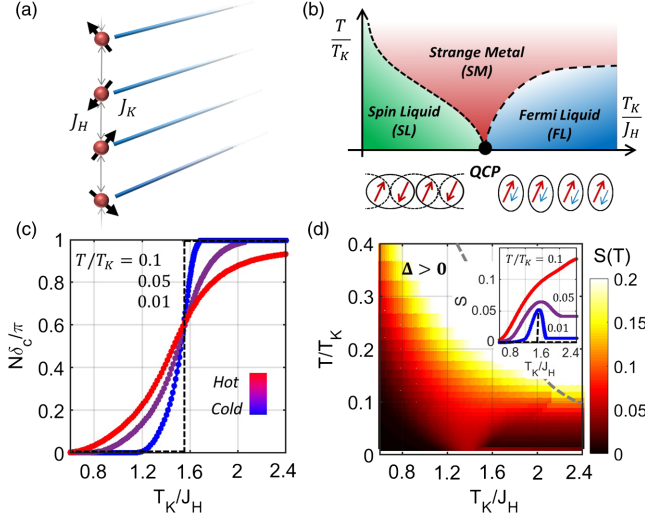 (a)
J_H
J_K
(b)
T
T_K
Strange Metal
(SM)
Spin Liquid
(SL)
Fermi Liquid
(FL)
T_K
J_H
QCP
(c)
1
0.8
0.6
0.4
0.2
0
Nδ_c/π
T/T_K = 0.1
0.05
0.01
Hot
Cold
0.8 1.2 1.6 2 2.4
T_K/J_H
(d)
0.4
0.3
0.2
0.1
0
T/T_K
Δ > 0
T/T_K = 0.1
0.05
0.01
S
0.1
0.05
0
0.8 1.6 2.4
T_K/J_H
0.8 1.2 1.6 2 2.4
T_K/J_H
S(T)
0.2
0.15
0.1
0.05
0